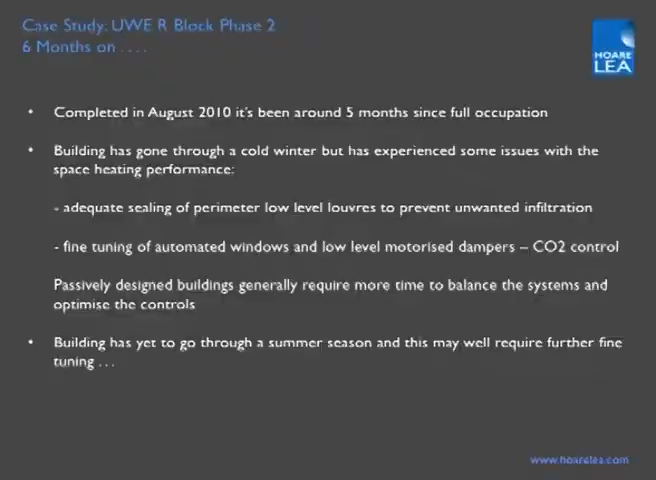 Case Study: UWE R Block Phase 2
6 Months on . . . .
HOARE
LEA
• Completed in August 2010 it's been around 5 months since full occupation
• Building has gone through a cold winter but has experienced some issues with the
space heating performance:
- adequate sealing of perimeter low level louvres to prevent unwanted infiltration
- fine tuning of automated windows and low level motorised dampers – CO2 control
Passively designed buildings generally require more time to balance the systems and
optimise the controls
• Building has yet to go through a summer season and this may well require further fine
tuning . . .
www.hoarelea.com